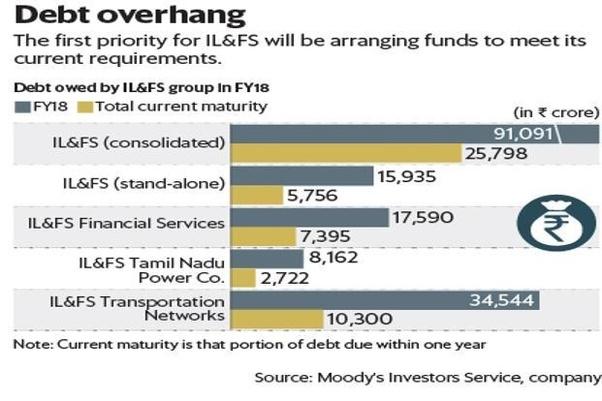 Debt overhang
The first priority for IL&FS will be arranging funds to meet its
current requirements.
Debt owed by IL&FS group in FY18
FY18 Total current maturity
(in ₹ crore)
IL&FS (consolidated)
91,091
25,798
IL&FS (stand-alone)
15,935
5,756
IL&FS Financial Services
17,590
7,395
₹
IL&FS Tamil Nadu
Power Co.
8,162
2,722
IL&FS Transportation
Networks
34,544
10,300
Note: Current maturity is that portion of debt due within one year
Source: Moody's Investors Service, company